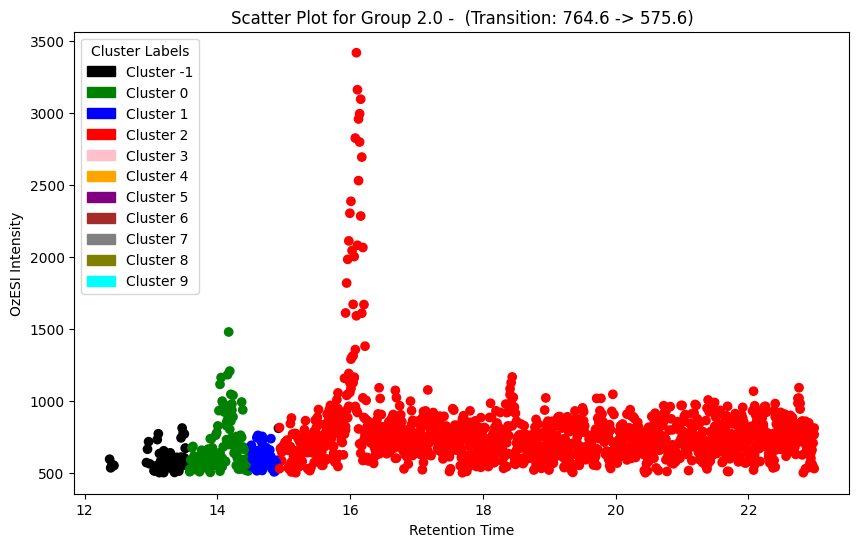 Scatter Plot for Group 2.0 -  (Transition: 764.6 -> 575.6)
Cluster Labels
Cluster -1
Cluster 0
Cluster 1
Cluster 2
Cluster 3
Cluster 4
Cluster 5
Cluster 6
Cluster 7
Cluster 8
Cluster 9
OzESI Intensity
3500
3000
2500
2000
1500
1000
500
12 14 16 18 20 22
Retention Time